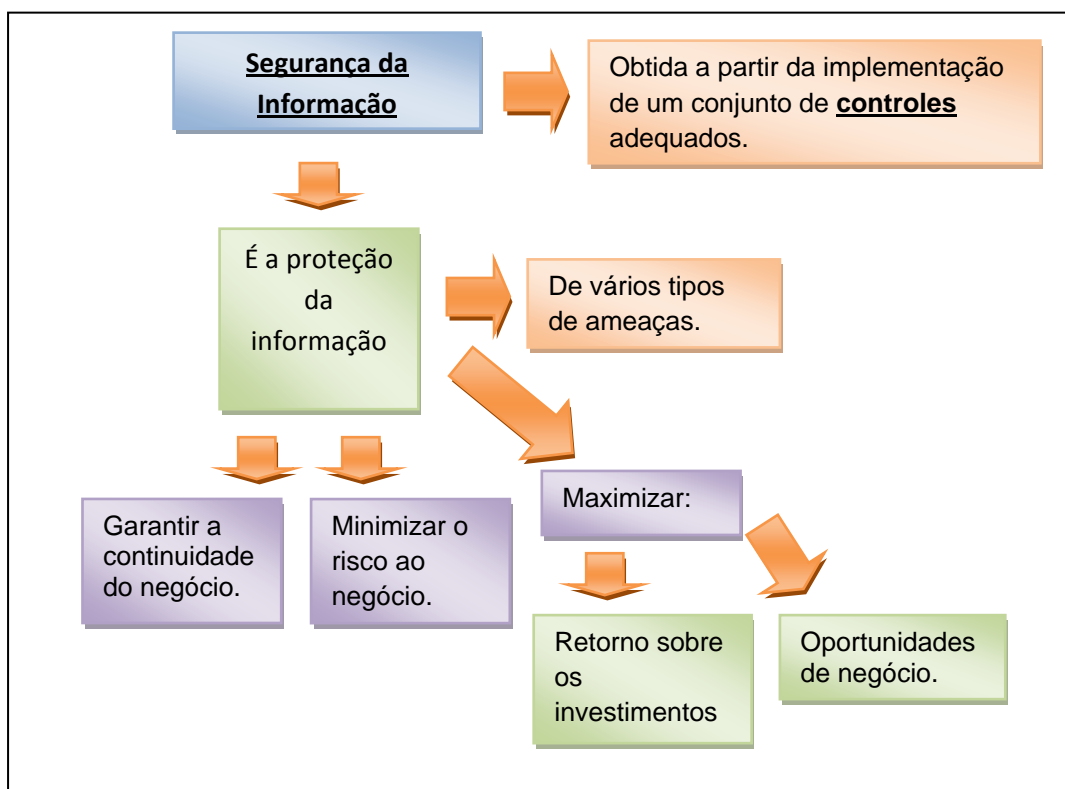 Segurança da
Informação
Obtida a partir da implementação
de um conjunto de controles
adequados.
É a proteção
da
informação
De vários tipos
de ameaças.
Garantir a
continuidade
do negócio.
Minimizar o
risco ao
negócio.
Maximizar:
Retorno sobre
os
investimentos
Oportunidades
de negócio.